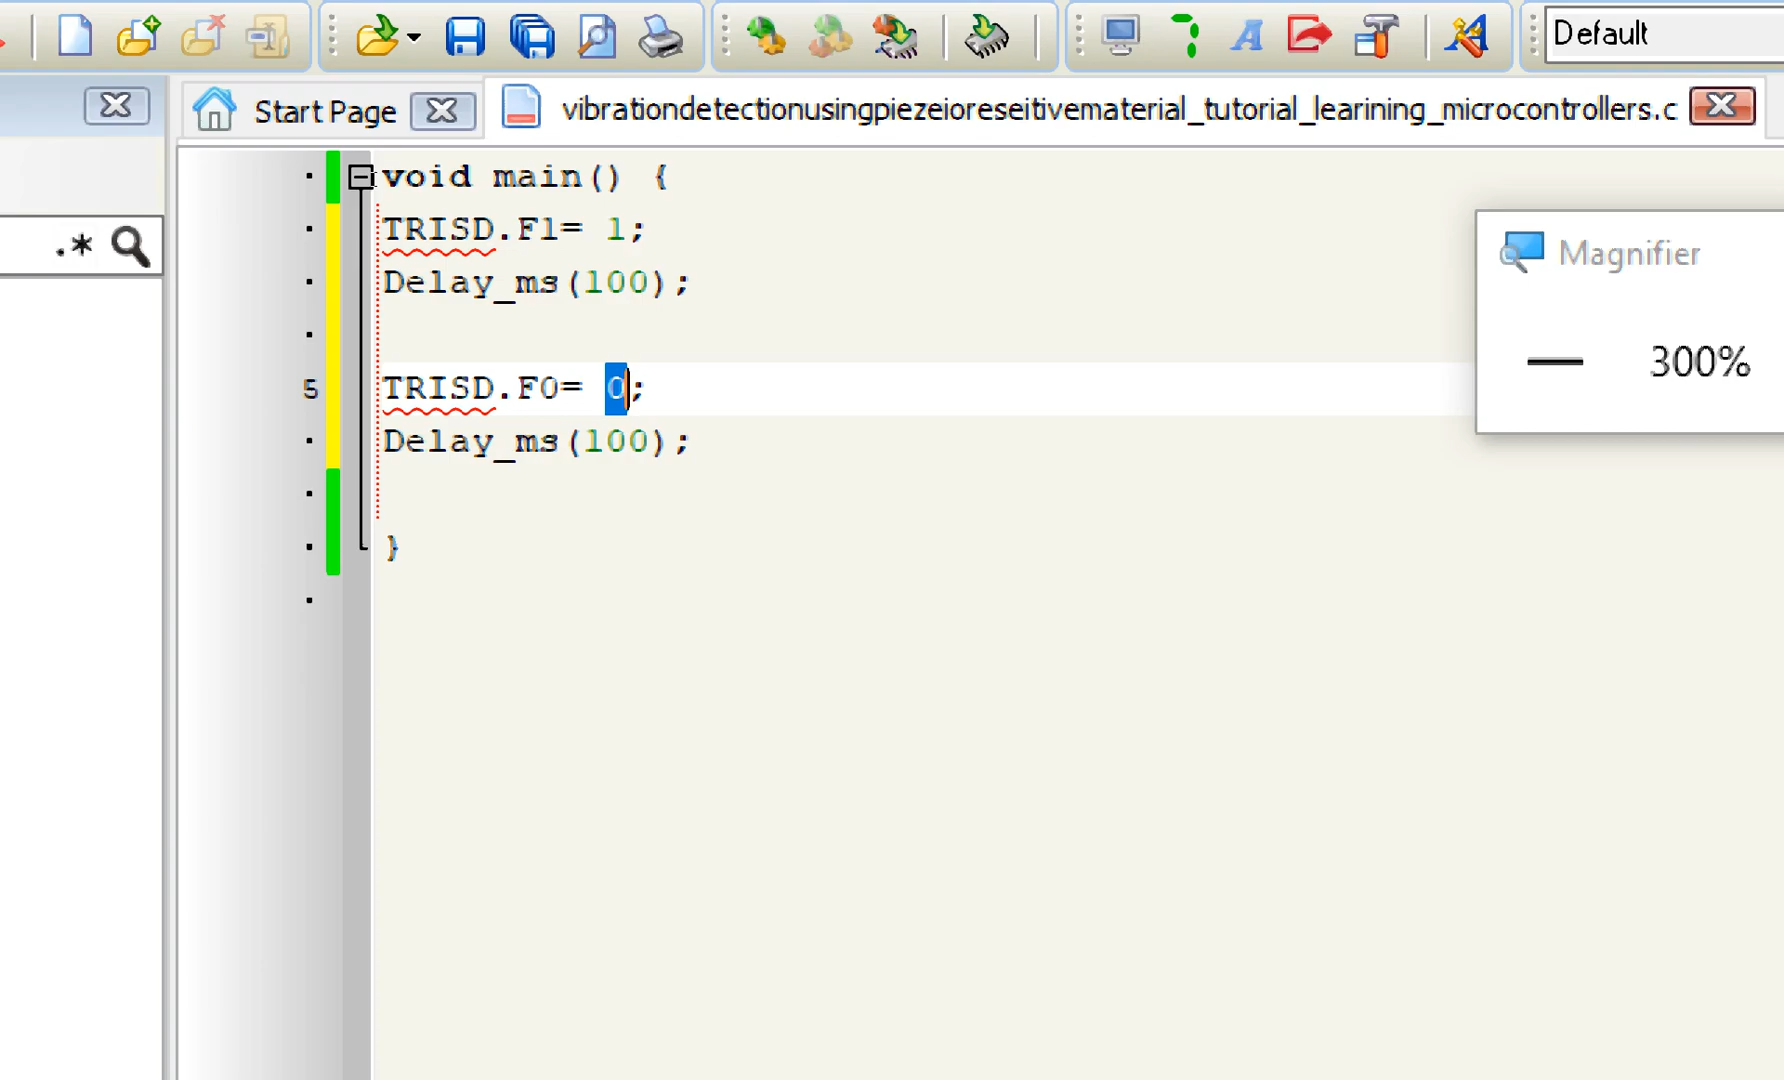 Default
Start Page
vibrationdetectionusingpiezeioreseitivematerial_tutorial_learining_microcontrollers.c
.*
void main() {
TRISD.F1= 1;
Delay_ms(100);
5 TRISD.F0= 0;
Delay_ms(100);
}
Magnifier
300%